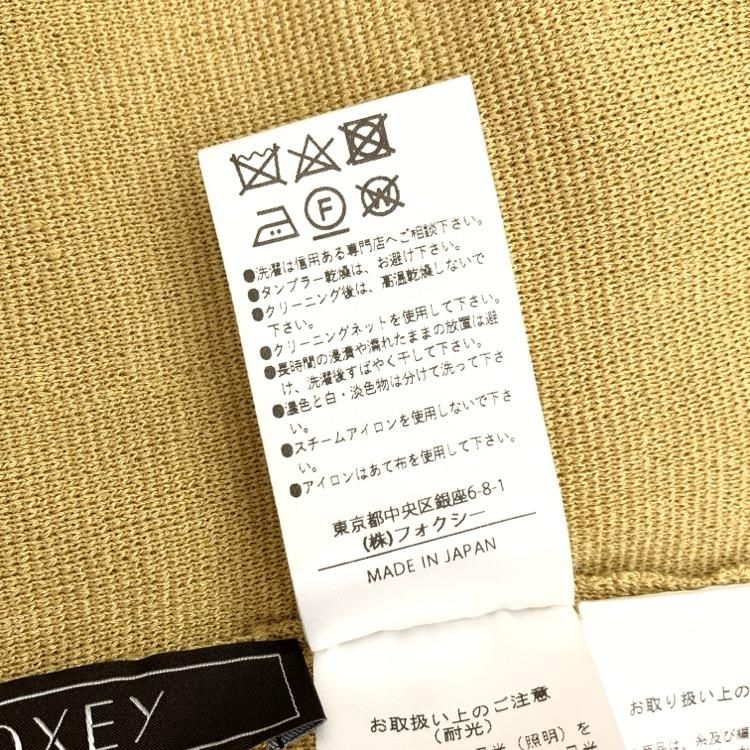 F
W
●洗濯は信用ある専門店へご相談下さい。
●タンブラー乾燥は、お避け下さい。
●クリーニング後は、高温乾燥しないで
下さい。
●クリーニングネットを使用して下さい。
●長時間の浸漬や濡れたままの放置は避
け、洗濯後すばやく干して下さい。
●濃色と白・淡色物は分けて洗って下さ
い。
●スチームアイロンを使用しないで下さ
い。
●アイロンはあて布を使用して下さい。
東京都中央区銀座6-8-1
(株)フォクシー
MADE IN JAPAN
OXEY
お取扱い上のご注意
(耐光)
光（照明）を
お取り扱い上の
は、糸及び編